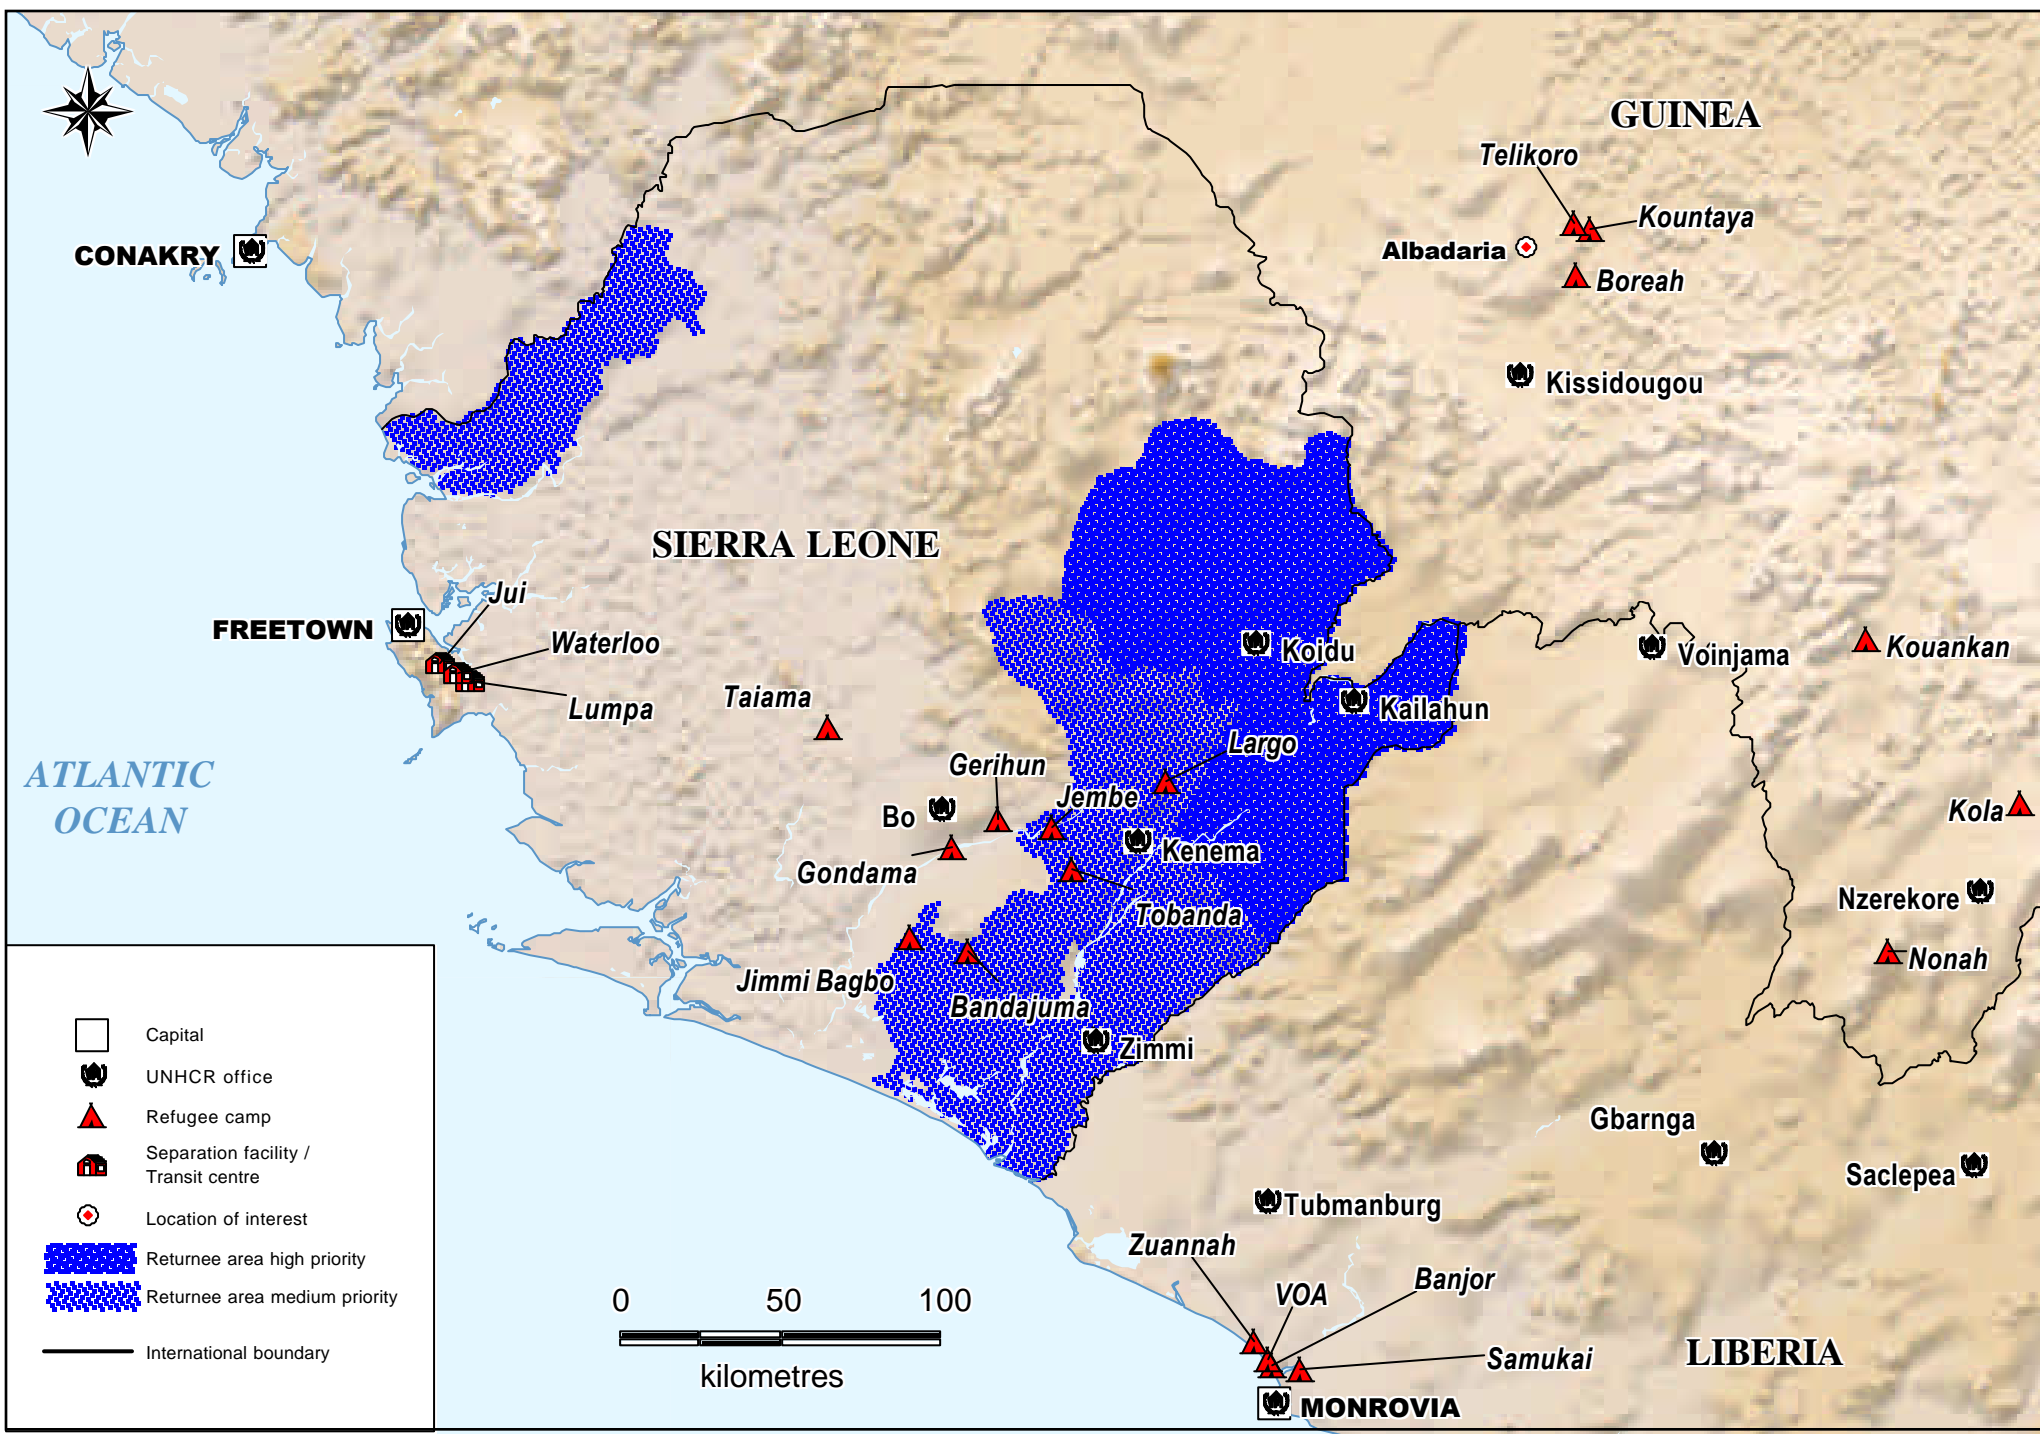 GUINEA
Telikoro
Kountaya
CONAKRY
Albadaria
Boreah
Kissidougou
SIERRA LEONE
Jui
FREETOWN
Waterloo
Koidu
Voinjama
Kouankan
Lumpa
Taiama
Kailahun
Largo
ATLANTIC
OCEAN
Gerihun
Jembe
Bo
Kola
Kenema
Gondama
Nzerekore
Tobanda
Nonah
Jimmi Bagbo
Bandajuma
Zimmi
Gbarnga
Saclepea
Tubmanburg
Zuannah
VOA
Banjor
Samukai
LIBERIA
MONROVIA
0 50 100
kilometres
Capital
UNHCR office
Refugee camp
Separation facility /
Transit centre
Location of interest
Returnee area high priority
Returnee area medium priority
International boundary